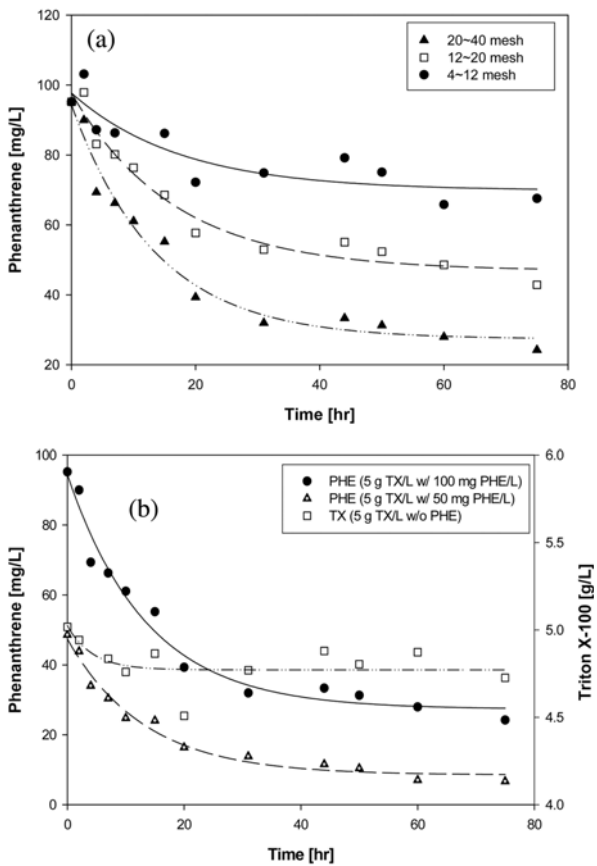 (a)
20~40 mesh
12~20 mesh
4~12 mesh
Phenanthrene [mg/L]
120
100
80
60
40
20
0
20
40
60
80
Time [hr]
(b)
PHE (5 g TX/L w/ 100 mg PHE/L)
PHE (5 g TX/L w/ 50 mg PHE/L)
TX (5 g TX/L w/o PHE)
Phenanthrene [mg/L]
100
80
60
40
20
0
6.0
5.5
5.0
4.5
4.0
Triton X-100 [g/L]
0
20
40
60
80
Time [hr]